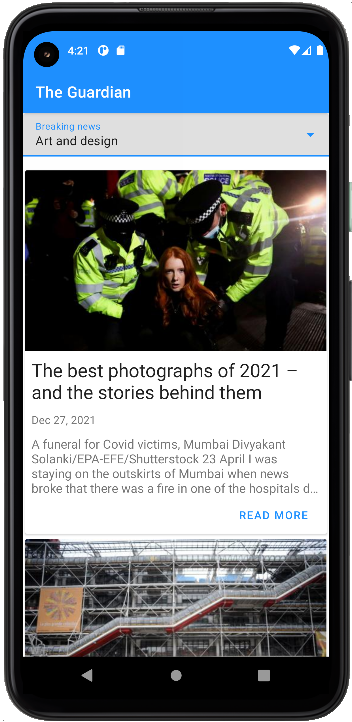 4:21
The Guardian
Breaking news
Art and design
The best photographs of 2021 –
and the stories behind them
Dec 27, 2021
A funeral for Covid victims, Mumbai Divyakant
Solanki/EPA-EFE/Shutterstock 23 April I was
staying on the outskirts of Mumbai when news
broke that there was a fire in one of the hospitals d…
READ MORE